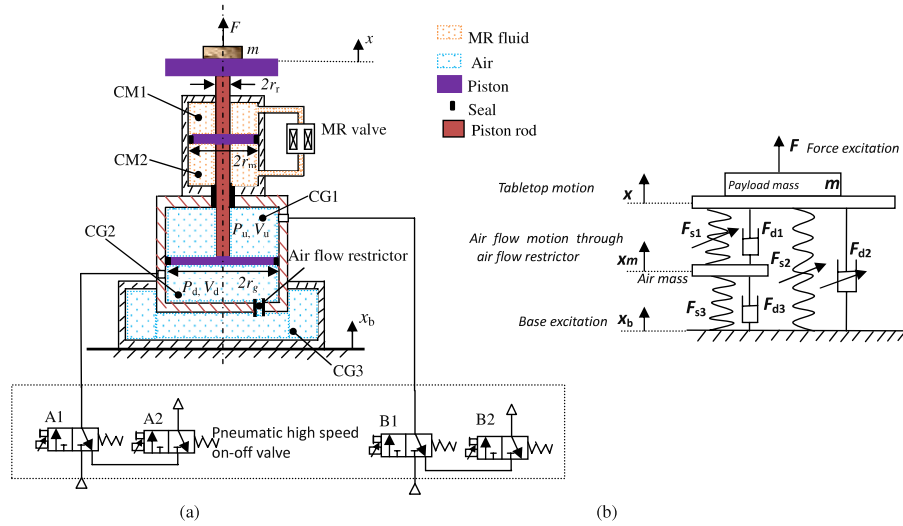 F
m
x
MR fluid
Air
Piston
Seal
Piston rod
2rr
CM1
MR valve
CM2
2rm
CG1
Pu, Vu
CG2
Air flow
restrictor
Pd, Vd
2rg
xb
CG3
A1
A2
B1
B2
Pneumatic high speed
on-off valve
(a)
F
Force excitation
Payload mass
m
Tabletop motion
x
Fs1
Fd1
Fd2
Air flow motion through
air flow restrictor
xm
Fs2
Air mass
Fs3
Fd3
Base excitation
xb
(b)